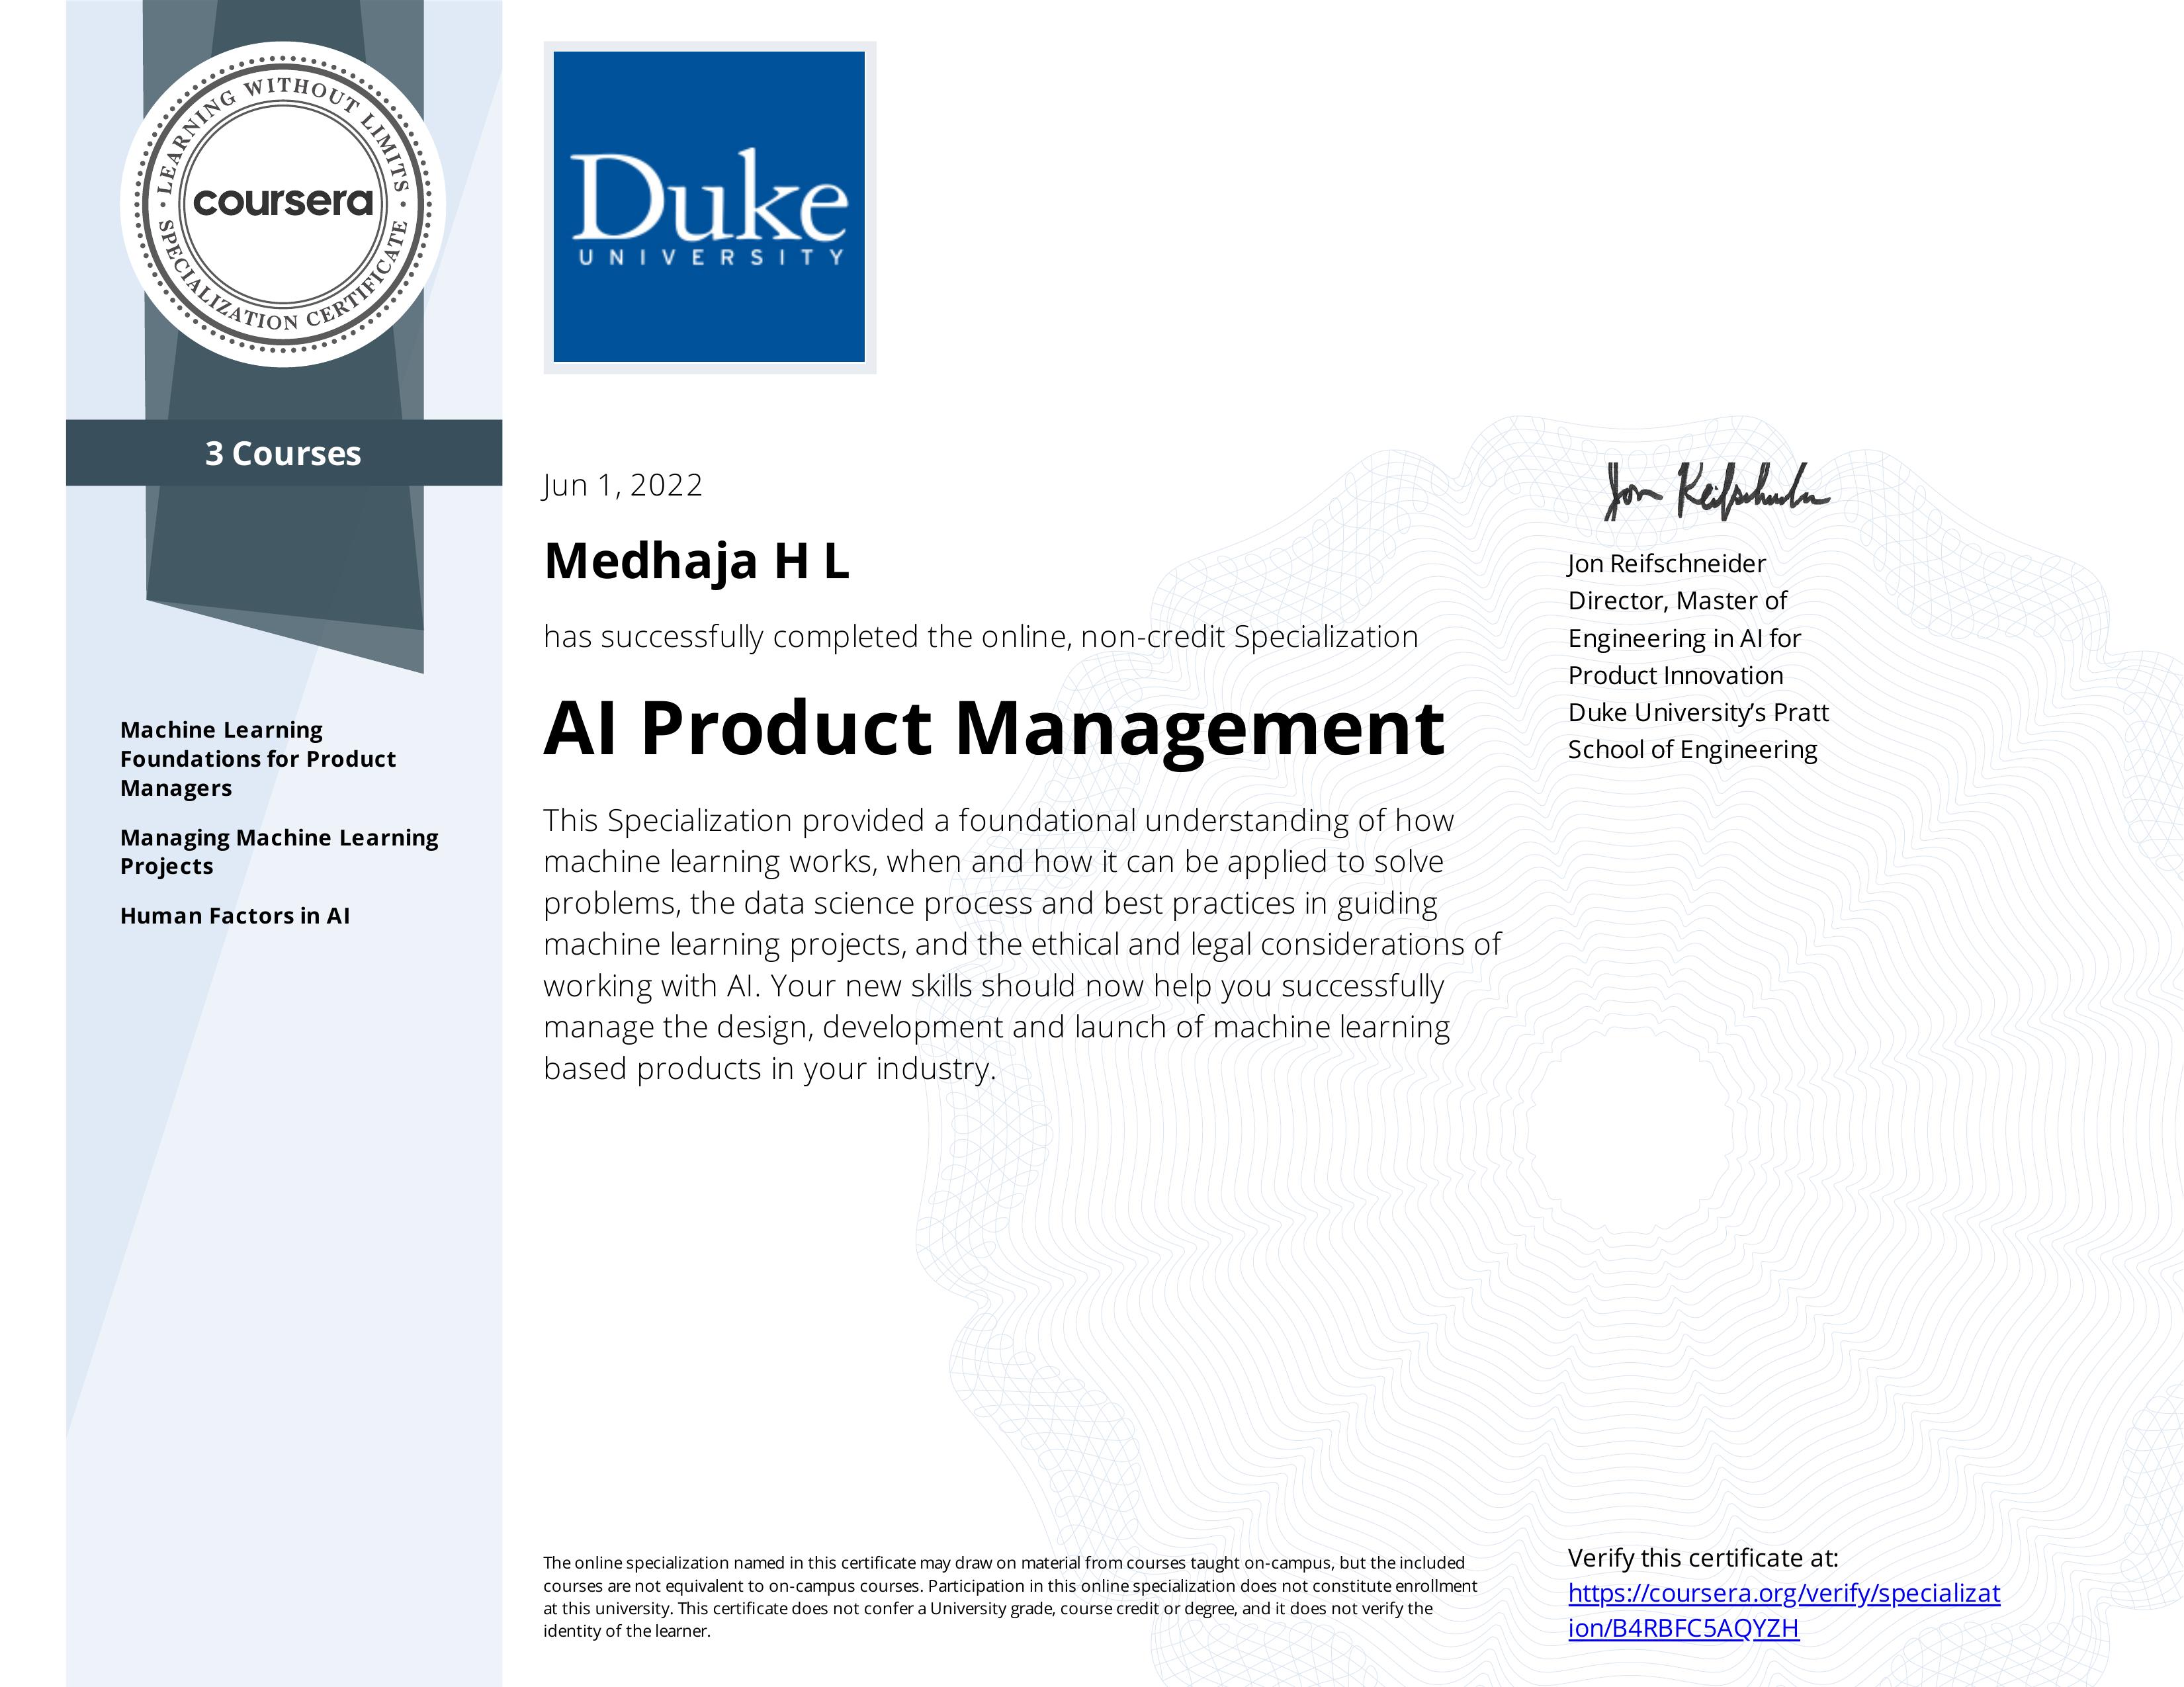 LEARNING WITHOUT LIMITS
coursera
SPECIALIZATION CERTIFICATE
3 Courses
Machine Learning
Foundations for Product
Managers
Managing Machine Learning
Projects
Human Factors in AI
Duke
UNIVERSITY
Jun 1, 2022
Medhaja H L
has successfully completed the online, non-credit Specialization
AI Product Management
This Specialization provided a foundational understanding of how
machine learning works, when and how it can be applied to solve
problems, the data science process and best practices in guiding
machine learning projects, and the ethical and legal considerations of
working with AI. Your new skills should now help you successfully
manage the design, development and launch of machine learning
based products in your industry.
Jon Reifschneider
Jon Reifschneider
Director, Master of
Engineering in AI for
Product Innovation
Duke University’s Pratt
School of Engineering
The online specialization named in this certificate may draw on material from courses taught on-campus, but the included
courses are not equivalent to on-campus courses. Participation in this online specialization does not constitute enrollment
at this university. This certificate does not confer a University grade, course credit or degree, and it does not verify the
identity of the learner.
Verify this certificate at:
https://coursera.org/verify/specializat
ion/B4RBFC5AQYZH